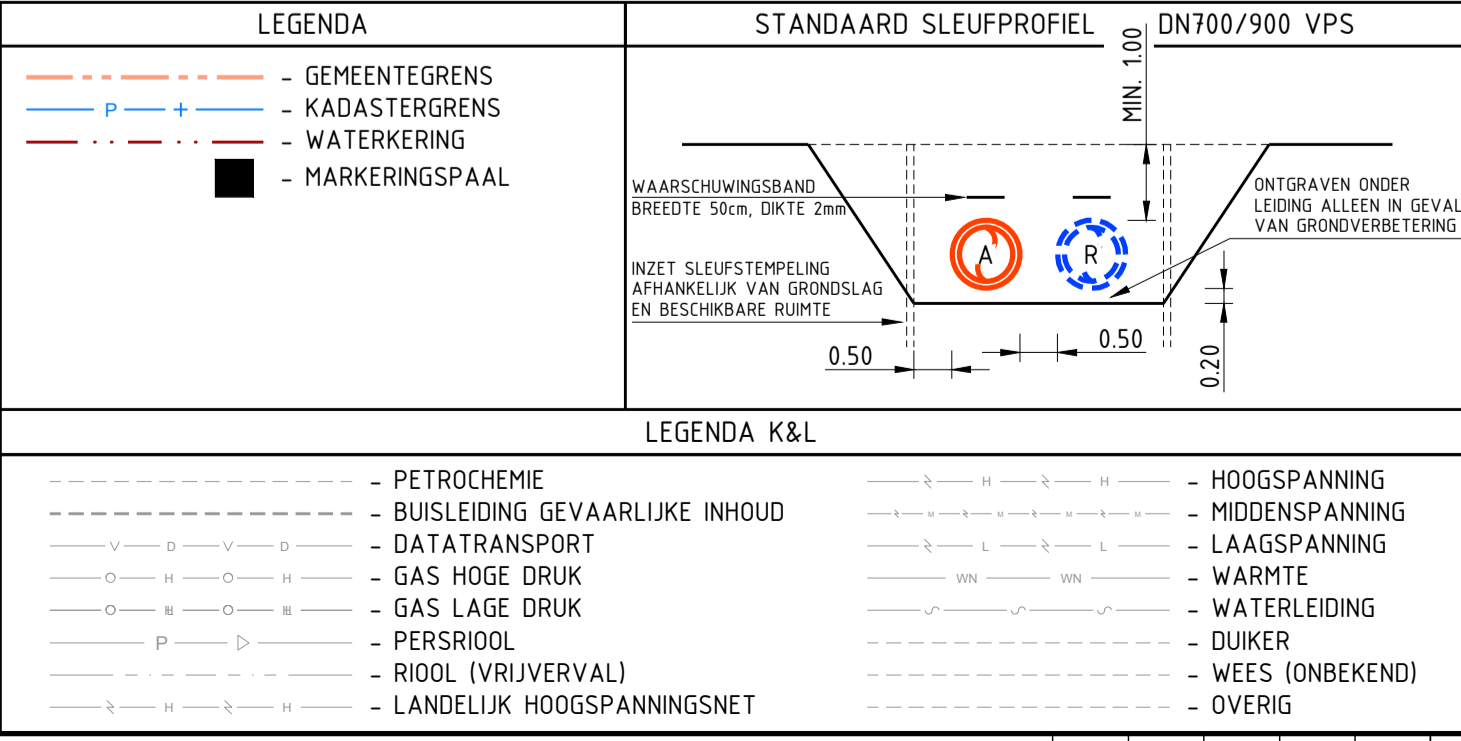 LEGENDA
- GEMEENTEGRENS
P + - KADASTERGRENS
- WATERKERING
- MARKERINGSPAAL
STANDAARD SLEUFPROFIEL DN700/900 VPS
MIN. 1.00
WAARSCHUWINGSBAND
BREEDTE 50cm, DIKTE 2mm
A
R
ONTGRAVEN ONDER
LEIDING ALLEEN IN GEVAL
VAN GRONDVERBETERING
INZET SLEUFSTEMPELING
AFHANKELIJK VAN GRONDSLAG
EN BESCHIKBARE RUIMTE
0.50
0.50
0.20
LEGENDA K&L
- PETROCHEMIE
- BUISLEIDING GEVAARLIJKE INHOUD
V D V D - DATATRANSPORT
O H O H - GAS HOGE DRUK
O O - GAS LAGE DRUK
P - PERSRIOOL
- RIOOL (VRIJVERVAL)
H H - LANDELIJK HOOGSPANNINGSNET
H H - HOOGSPANNING
M M M M - MIDDENSPANNING
L L - LAAGSPANNING
WN WN - WARMTE
- WATERLEIDING
- DUIKER
- WEES (ONBEKEND)
- OVERIG